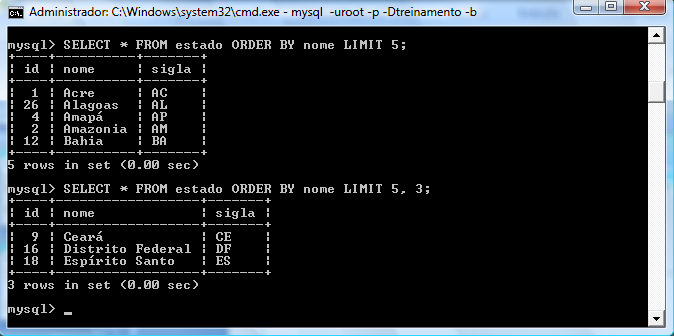 Administrador: C:\Windows\system32\cmd.exe - mysql -uroot -p -Dtreinamento -b
mysql> SELECT * FROM estado ORDER BY nome LIMIT 5;
+----+----------+-------+
| id | nome     | sigla |
+----+----------+-------+
|  1 | Acre     | AC    |
| 26 | Alagoas  | AL    |
|  4 | Amapá    | AP    |
|  2 | Amazonia | AM    |
| 12 | Bahia    | BA    |
+----+----------+-------+
5 rows in set (0.00 sec)
mysql> SELECT * FROM estado ORDER BY nome LIMIT 5, 3;
+----+------------------+-------+
| id | nome             | sigla |
+----+------------------+-------+
|  9 | Ceará            | CE    |
| 16 | Distrito Federal | DF    |
| 18 | Espírito Santo   | ES    |
+----+------------------+-------+
3 rows in set (0.00 sec)
mysql> _